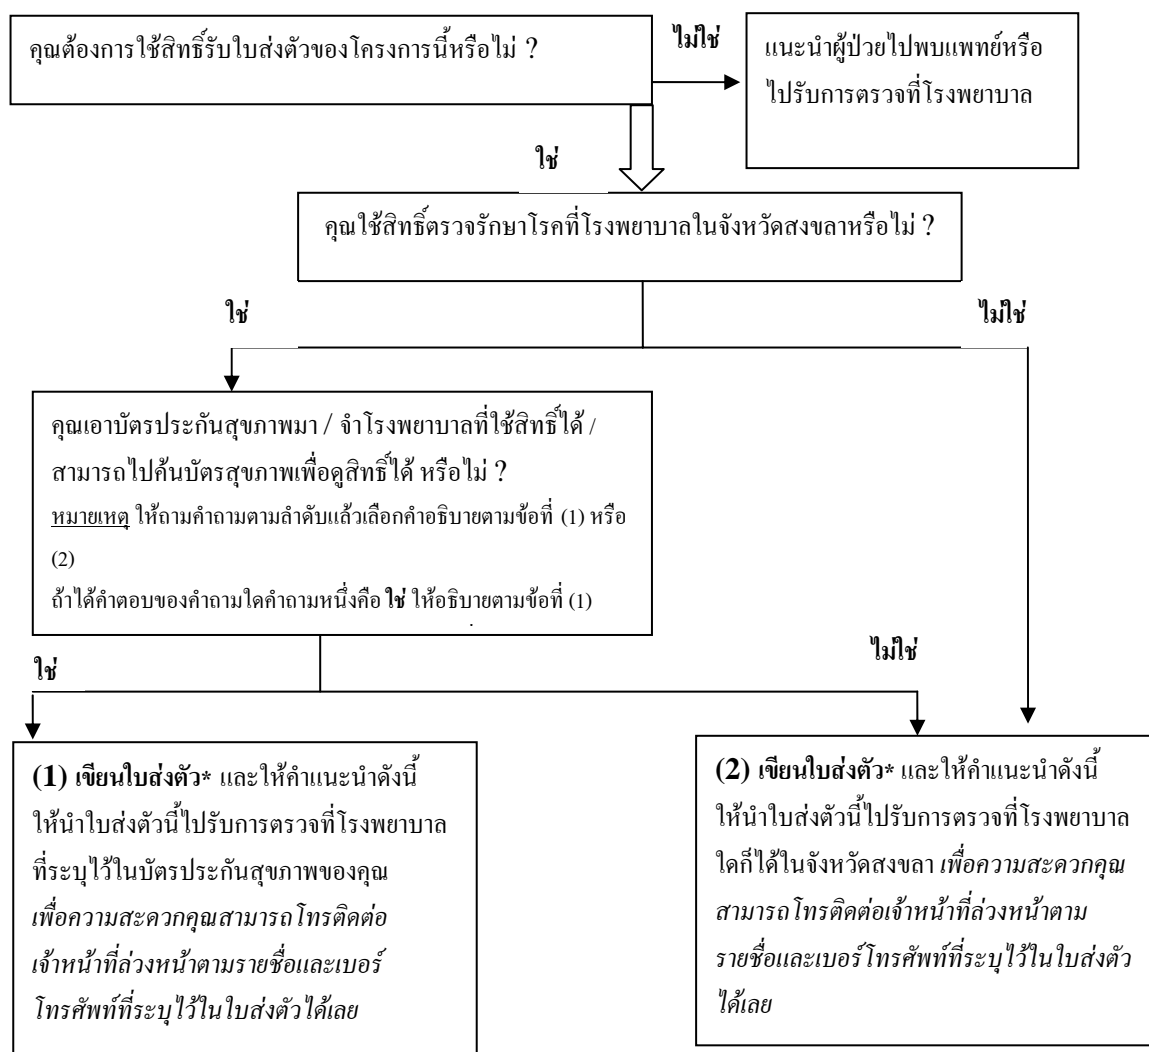 คุณต้องการใช้สิทธิ์รับใบส่งตัวของโครงการนี้หรือไม่ ?
ไม่ใช่
แนะนำผู้ป่วยไปพบแพทย์หรือ
ไปรับการตรวจที่โรงพยาบาล
ใช่
คุณใช้สิทธิ์ตรวจรักษาโรคที่โรงพยาบาลในจังหวัดสงขลาหรือไม่ ?
ใช่
ไม่ใช่
คุณเอาบัตรประกันสุขภาพมา / จำโรงพยาบาลที่ใช้สิทธิ์ได้ /
สามารถไปค้นบัตรสุขภาพเพื่อดูสิทธิ์ได้ หรือไม่ ?
หมายเหตุ ให้ถามคำถามตามลำดับแล้วเลือกคำอธิบายตามข้อที่ (1) หรือ
(2)
ถ้าได้คำตอบของคำถามใดคำถามหนึ่งคือ ใช่ ให้อธิบายตามข้อที่ (1)
ใช่
ไม่ใช่
(1) เขียนใบส่งตัว* และให้คำแนะนำดังนี้
ให้นำใบส่งตัวนี้ไปรับการตรวจที่โรงพยาบาล
ที่ระบุไว้ในบัตรประกันสุขภาพของคุณ
เพื่อความสะดวกคุณสามารถโทรติดต่อ
เจ้าหน้าที่ล่วงหน้าตามรายชื่อและเบอร์
โทรศัพท์ที่ระบุไว้ในใบส่งตัวได้เลย
(2) เขียนใบส่งตัว* และให้คำแนะนำดังนี้
ให้นำใบส่งตัวนี้ไปรับการตรวจที่โรงพยาบาล
ใดก็ได้ในจังหวัดสงขลา เพื่อความสะดวกคุณ
สามารถโทรติดต่อเจ้าหน้าที่ล่วงหน้าตาม
รายชื่อและเบอร์โทรศัพท์ที่ระบุไว้ในใบส่งตัว
ได้เลย